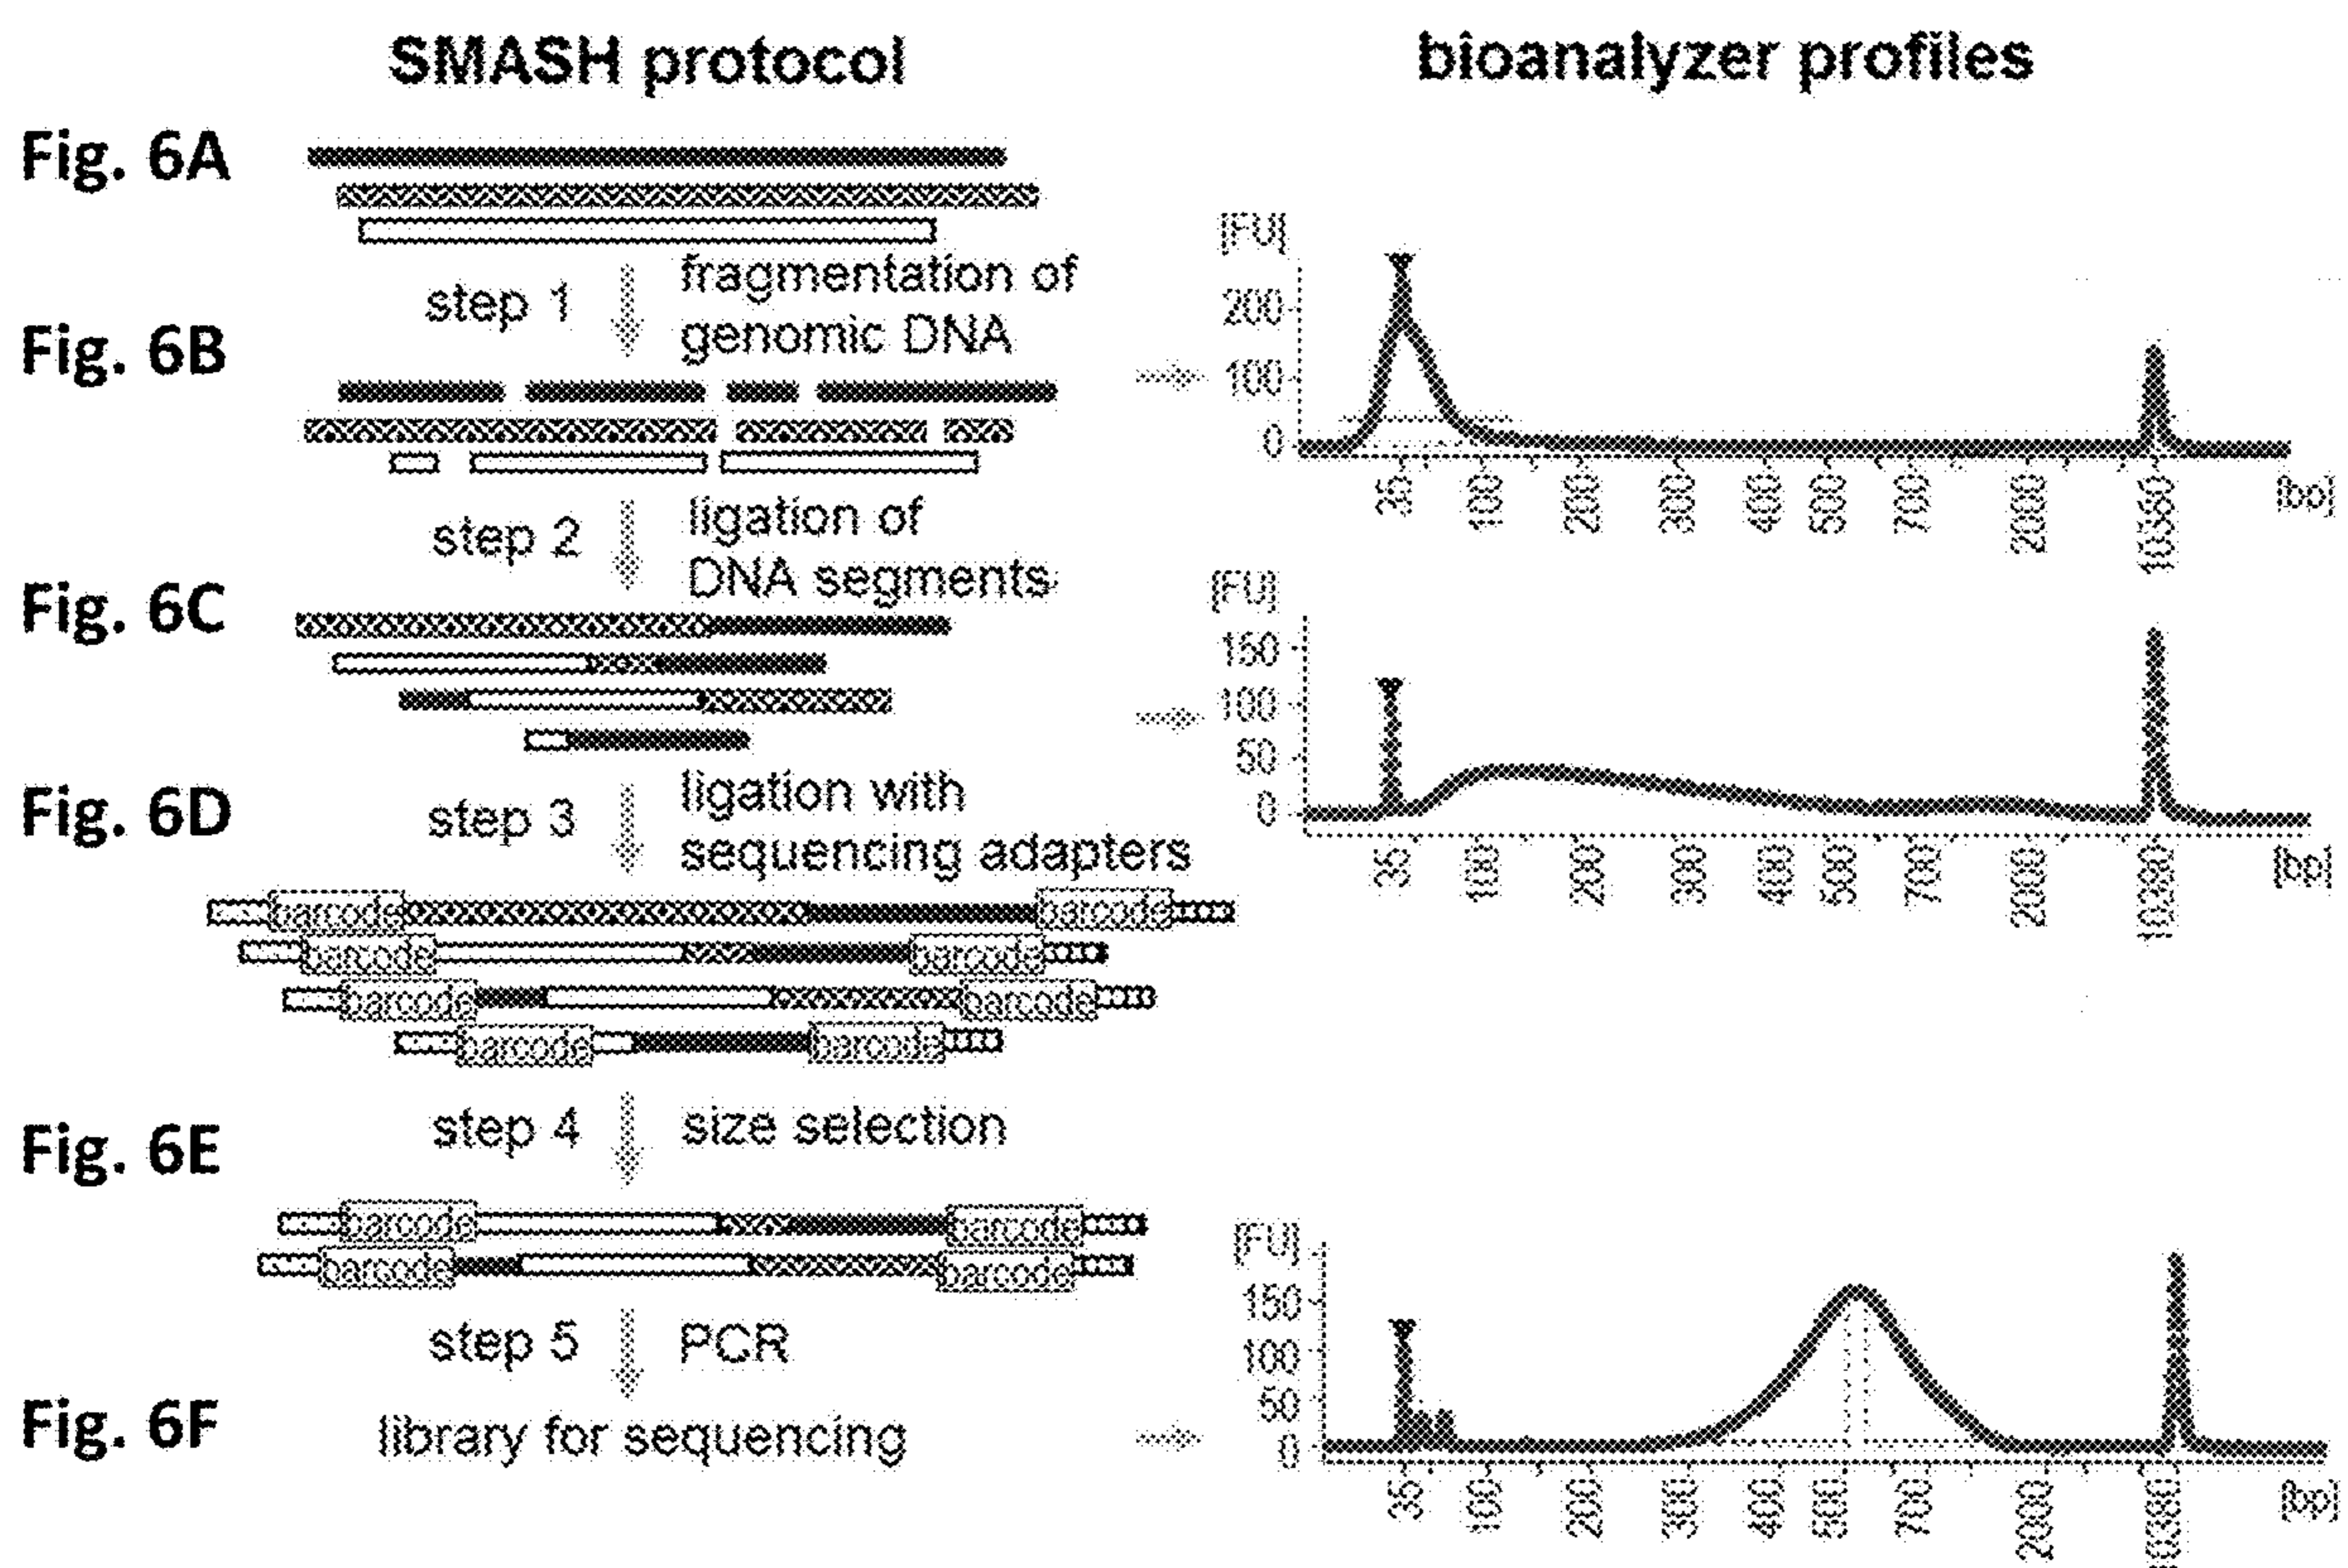 SMASH protocol
bioanalyzer profiles
Fig. 6A
step 1
fragmentation of
genomic DNA
Fig. 6B
[FU]
200
100
0
35
100
200
300
400
500
700
2000
10380
step 2
ligation of
DNA segments
Fig. 6C
[FU]
150
100
50
0
35
100
200
300
400
500
700
2000
[bp]
Fig. 6D
step 3
ligation with
sequencing adapters
barcode
barcode
barcode
barcode
barcode
barcode
barcode
barcode
Fig. 6E
step 4
size selection
barcode
barcode
barcode
barcode
step 5
PCR
Fig. 6F
library for sequencing
[FU]
150
100
50
0
35
100
200
300
400
500
700
2000
[bp]